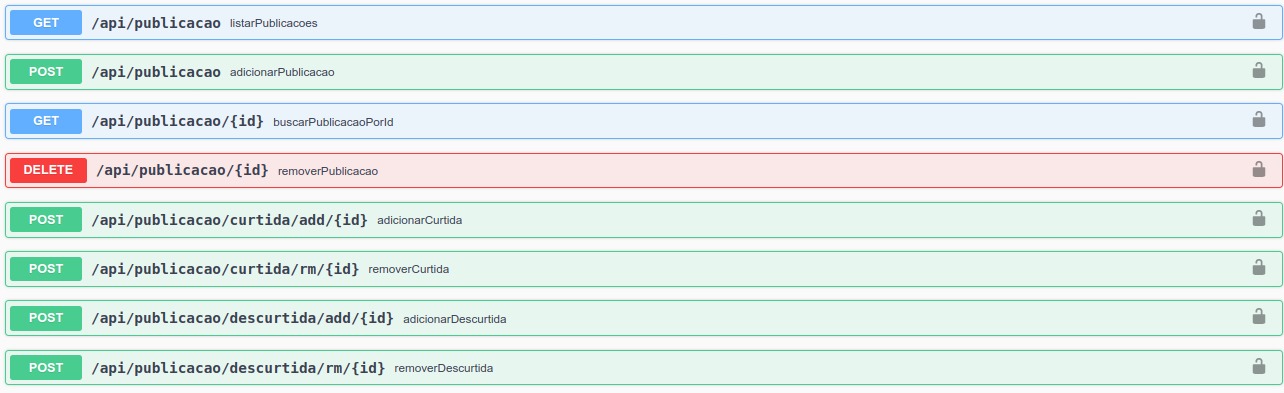 GET /api/publicacao listarPublicacoes
POST /api/publicacao adicionarPublicacao
GET /api/publicacao/{id} buscarPublicacaoPorId
DELETE /api/publicacao/{id} removerPublicacao
POST /api/publicacao/curtida/add/{id} adicionarCurtida
POST /api/publicacao/curtida/rm/{id} removerCurtida
POST /api/publicacao/descurtida/add/{id} adicionarDescurtida
POST /api/publicacao/descurtida/rm/{id} removerDescurtida